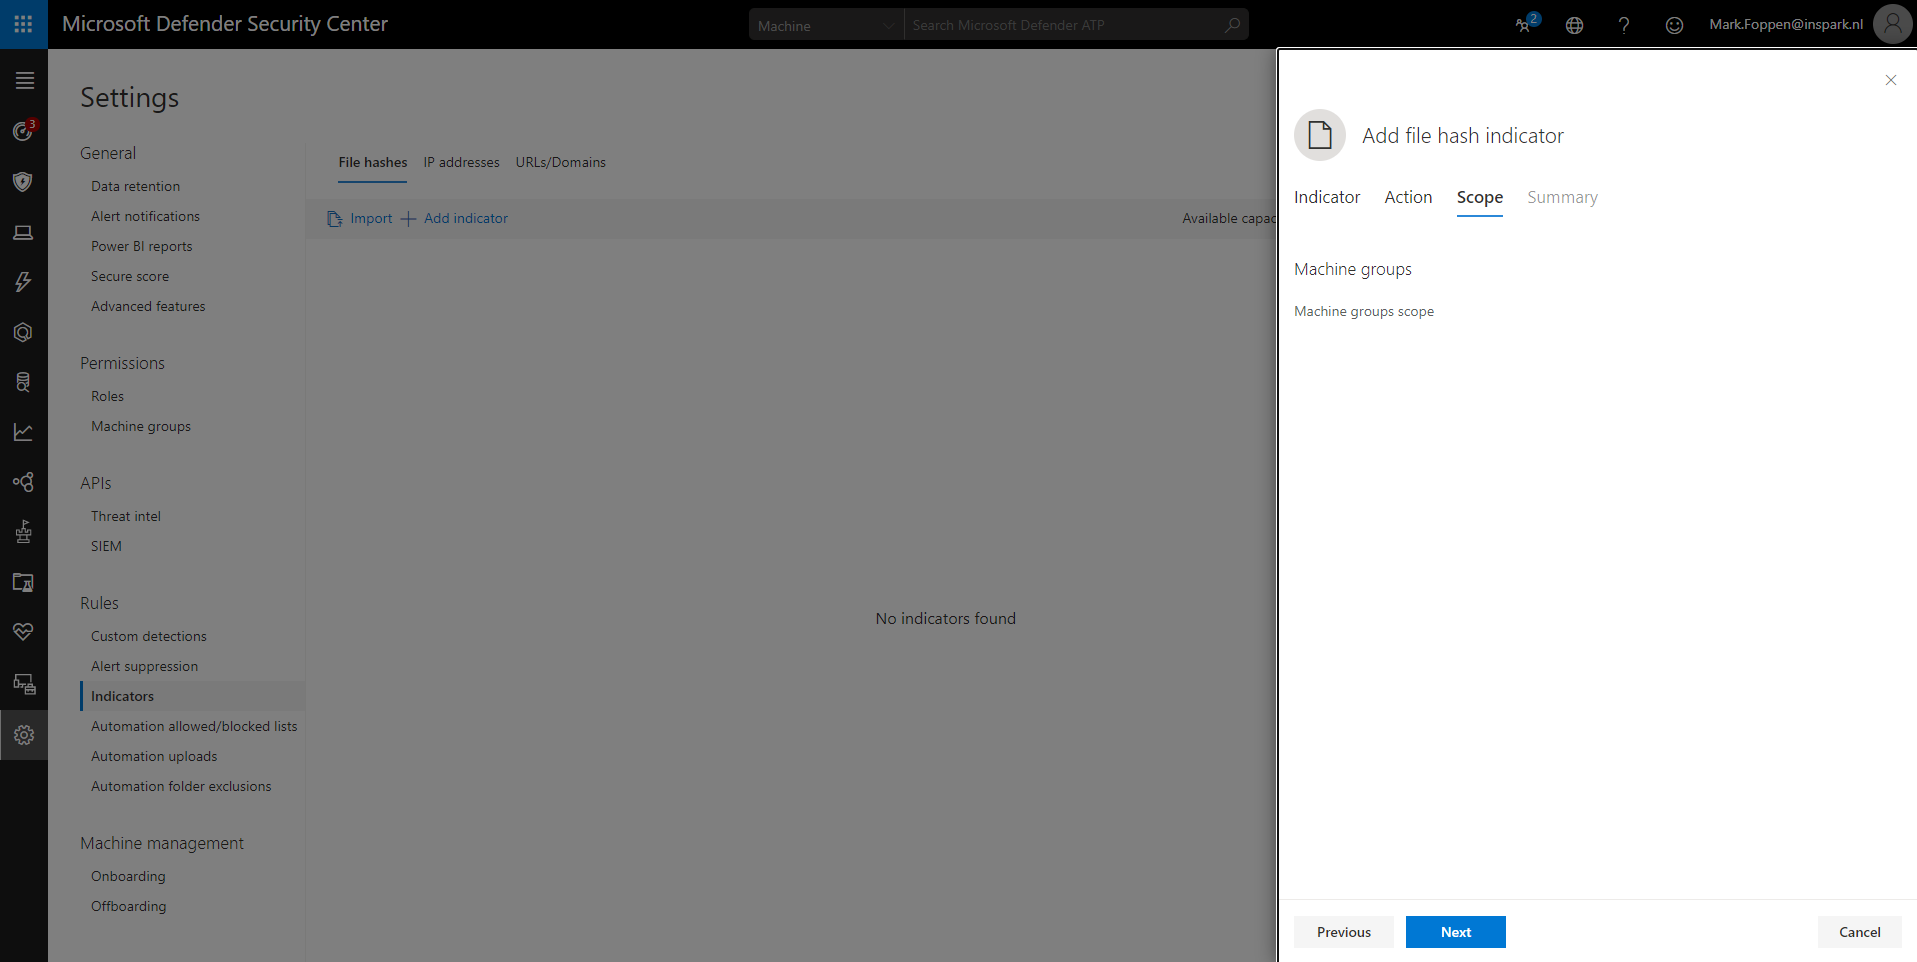 Microsoft Defender Security Center
Machine
Search Microsoft Defender ATP
2
?
Mark.Foppen@inspark.nl
3
Settings
General
Data retention
Alert notifications
Power BI reports
Secure score
Advanced features
Permissions
Roles
Machine groups
APIs
Threat intel
SIEM
Rules
Custom detections
Alert suppression
Indicators
Automation allowed/blocked lists
Automation uploads
Automation folder exclusions
Machine management
Onboarding
Offboarding
File hashes IP addresses URLs/Domains
Import Add indicator
Available capac
No indicators found
Add file hash indicator
Indicator Action Scope Summary
Machine groups
Machine groups scope
Previous Next Cancel